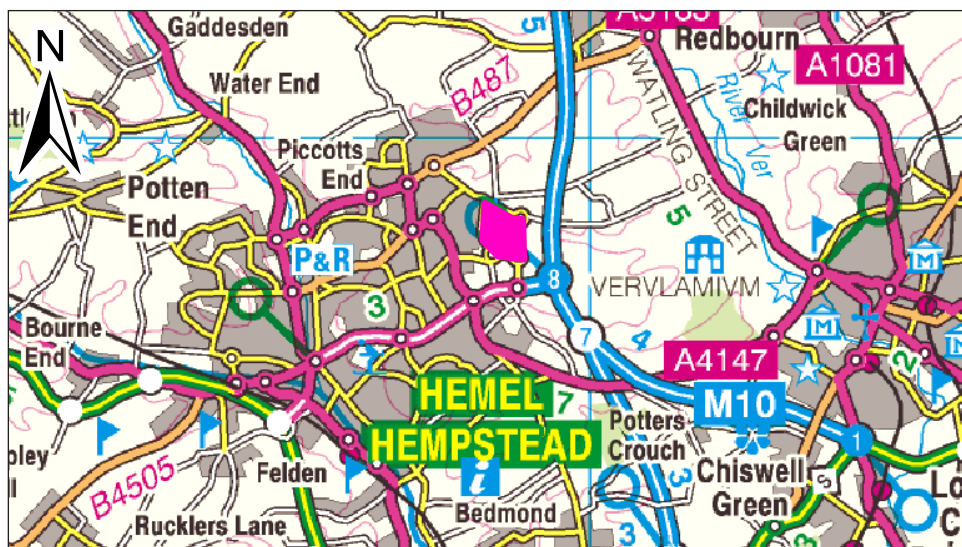 Gaddesden
5
A5183
Redbourn
A1081
N
Water End
B487
WATLING STREET
River Ver
Childwick
Green
Piccotts
End
Potten
End
5
P&R
8
VERVLAMIVM
M
3
Bourne
End
7
4
M
A4147
2
HEMEL
HEMPSTEAD
7
M10
Potters
Crouch
1
B4505
Felden
i
Chiswell
Green
3
S
Rucklers Lane
Bedmond
3
8